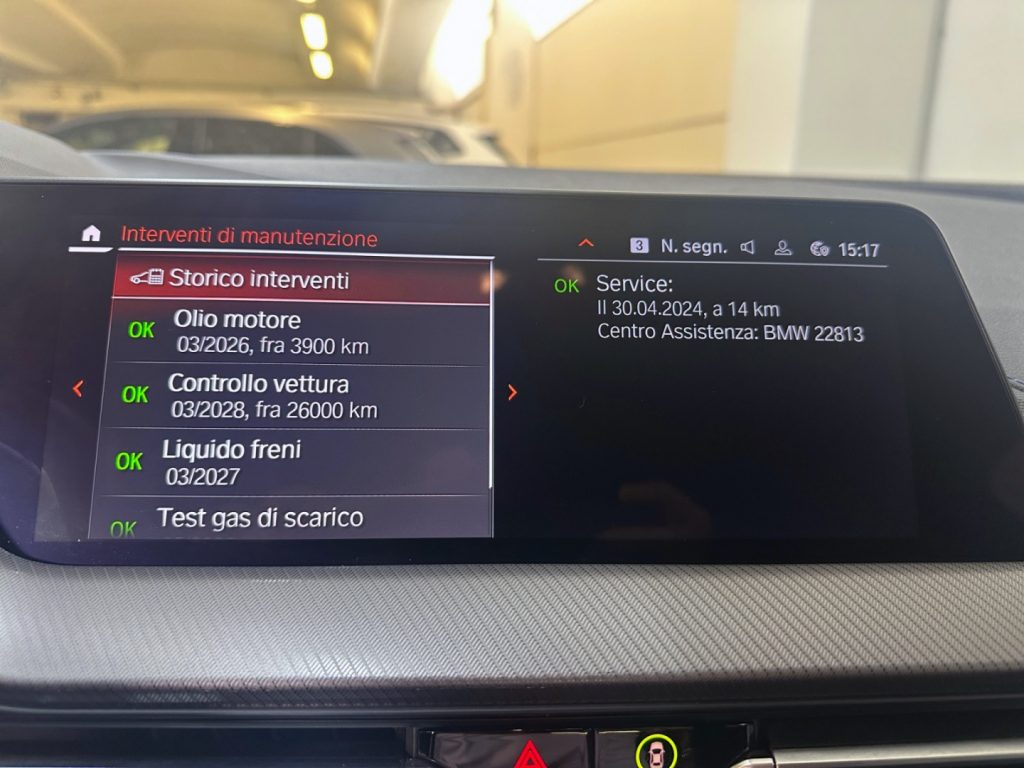 Interventi di manutenzione
3 N. segn. 15:17
Storico interventi
OK Olio motore
03/2026, fra 3900 km
OK Controllo vettura
03/2028, fra 26000 km
OK Liquido freni
03/2027
OK Test gas di scarico
OK Service:
Il 30.04.2024, a 14 km
Centro Assistenza: BMW 22813